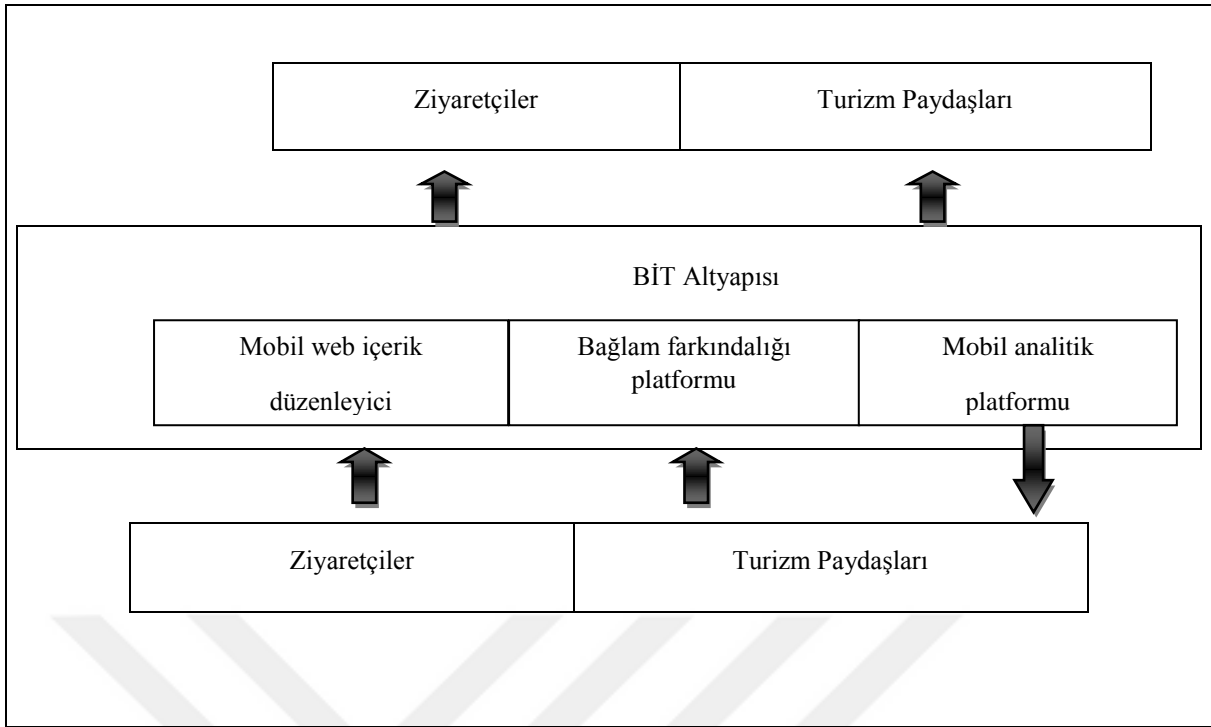 Ziyaretçiler
Turizm Paydaşları
BİT Altyapısı
Mobil web içerik
düzenleyici
Bağlam farkındalığı
platformu
Mobil analitik
platformu
Ziyaretçiler
Turizm Paydaşları